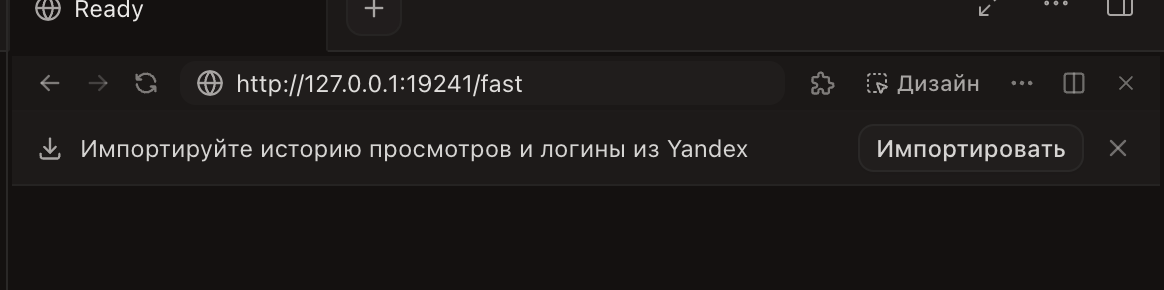 Ready
http://127.0.0.1:19241/fast
Дизайн
Импортируйте историю просмотров и логины из Yandex
Импортировать